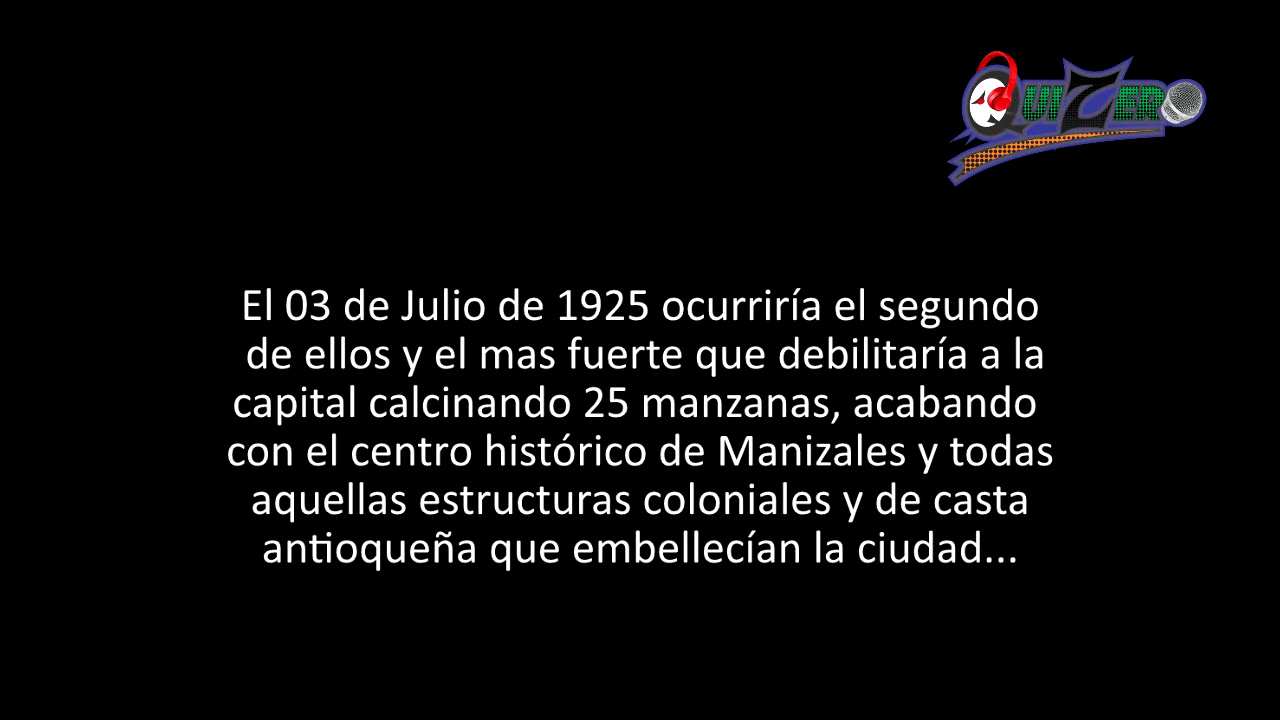 QUIZER
El 03 de Julio de 1925 ocurriría el segundo
de ellos y el mas fuerte que debilitaría a la
capital calcinando 25 manzanas, acabando
con el centro histórico de Manizales y todas
aquellas estructuras coloniales y de casta
antioqueña que embellecían la ciudad...